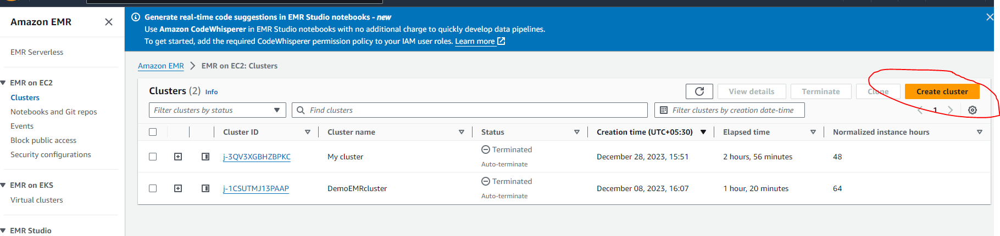 Amazon EMR
EMR Serverless
EMR on EC2
Clusters
Notebooks and Git repos
Events
Block public access
Security configurations
EMR on EKS
Virtual clusters
EMR Studio
Generate real-time code suggestions in EMR Studio notebooks - new
Use Amazon CodeWhisperer in EMR Studio notebooks with no additional charge to quickly develop data pipelines.
To get started, add the required CodeWhisperer permission policy to your IAM user roles. Learn more
Amazon EMR > EMR on EC2: Clusters
Clusters (2) Info
View details Terminate Clone Create cluster
Filter clusters by status Find clusters Filter clusters by creation date-time < 1 >
Cluster ID Cluster name Status Creation time (UTC+05:30) Elapsed time Normalized instance hours
j-3QV3XGBHZBPKC My cluster Terminated December 28, 2023, 15:51 2 hours, 56 minutes 48
Auto-terminate
j-1CSUTMJ13PAAP DemoEMRcluster Terminated December 08, 2023, 16:07 1 hour, 20 minutes 64
Auto-terminate